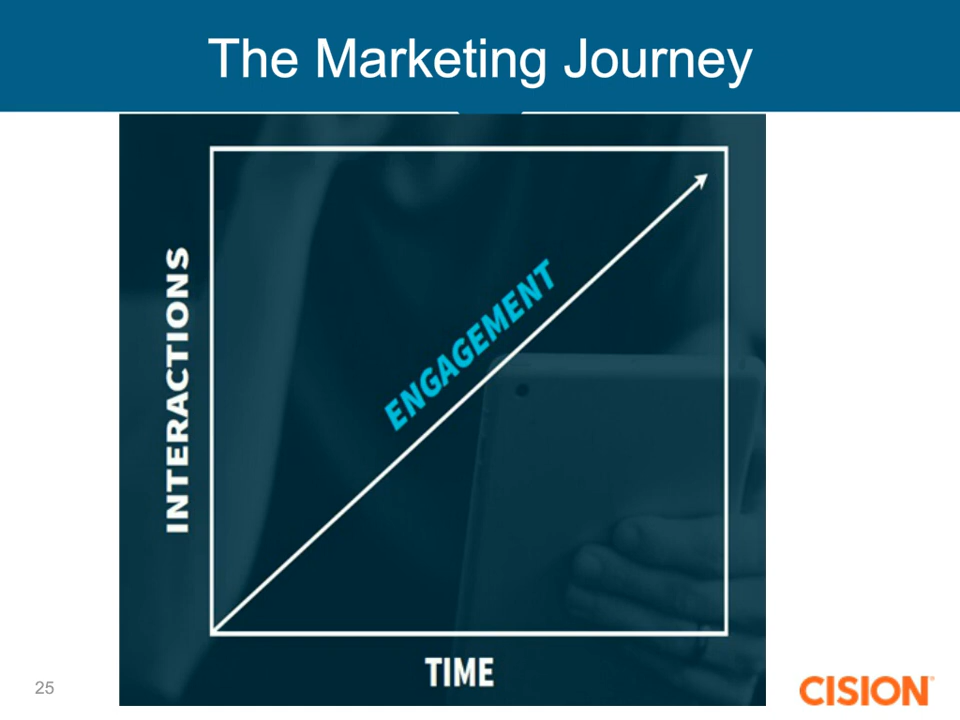 The Marketing Journey
INTERACTIONS
ENGAGEMENT
TIME
25
CISION